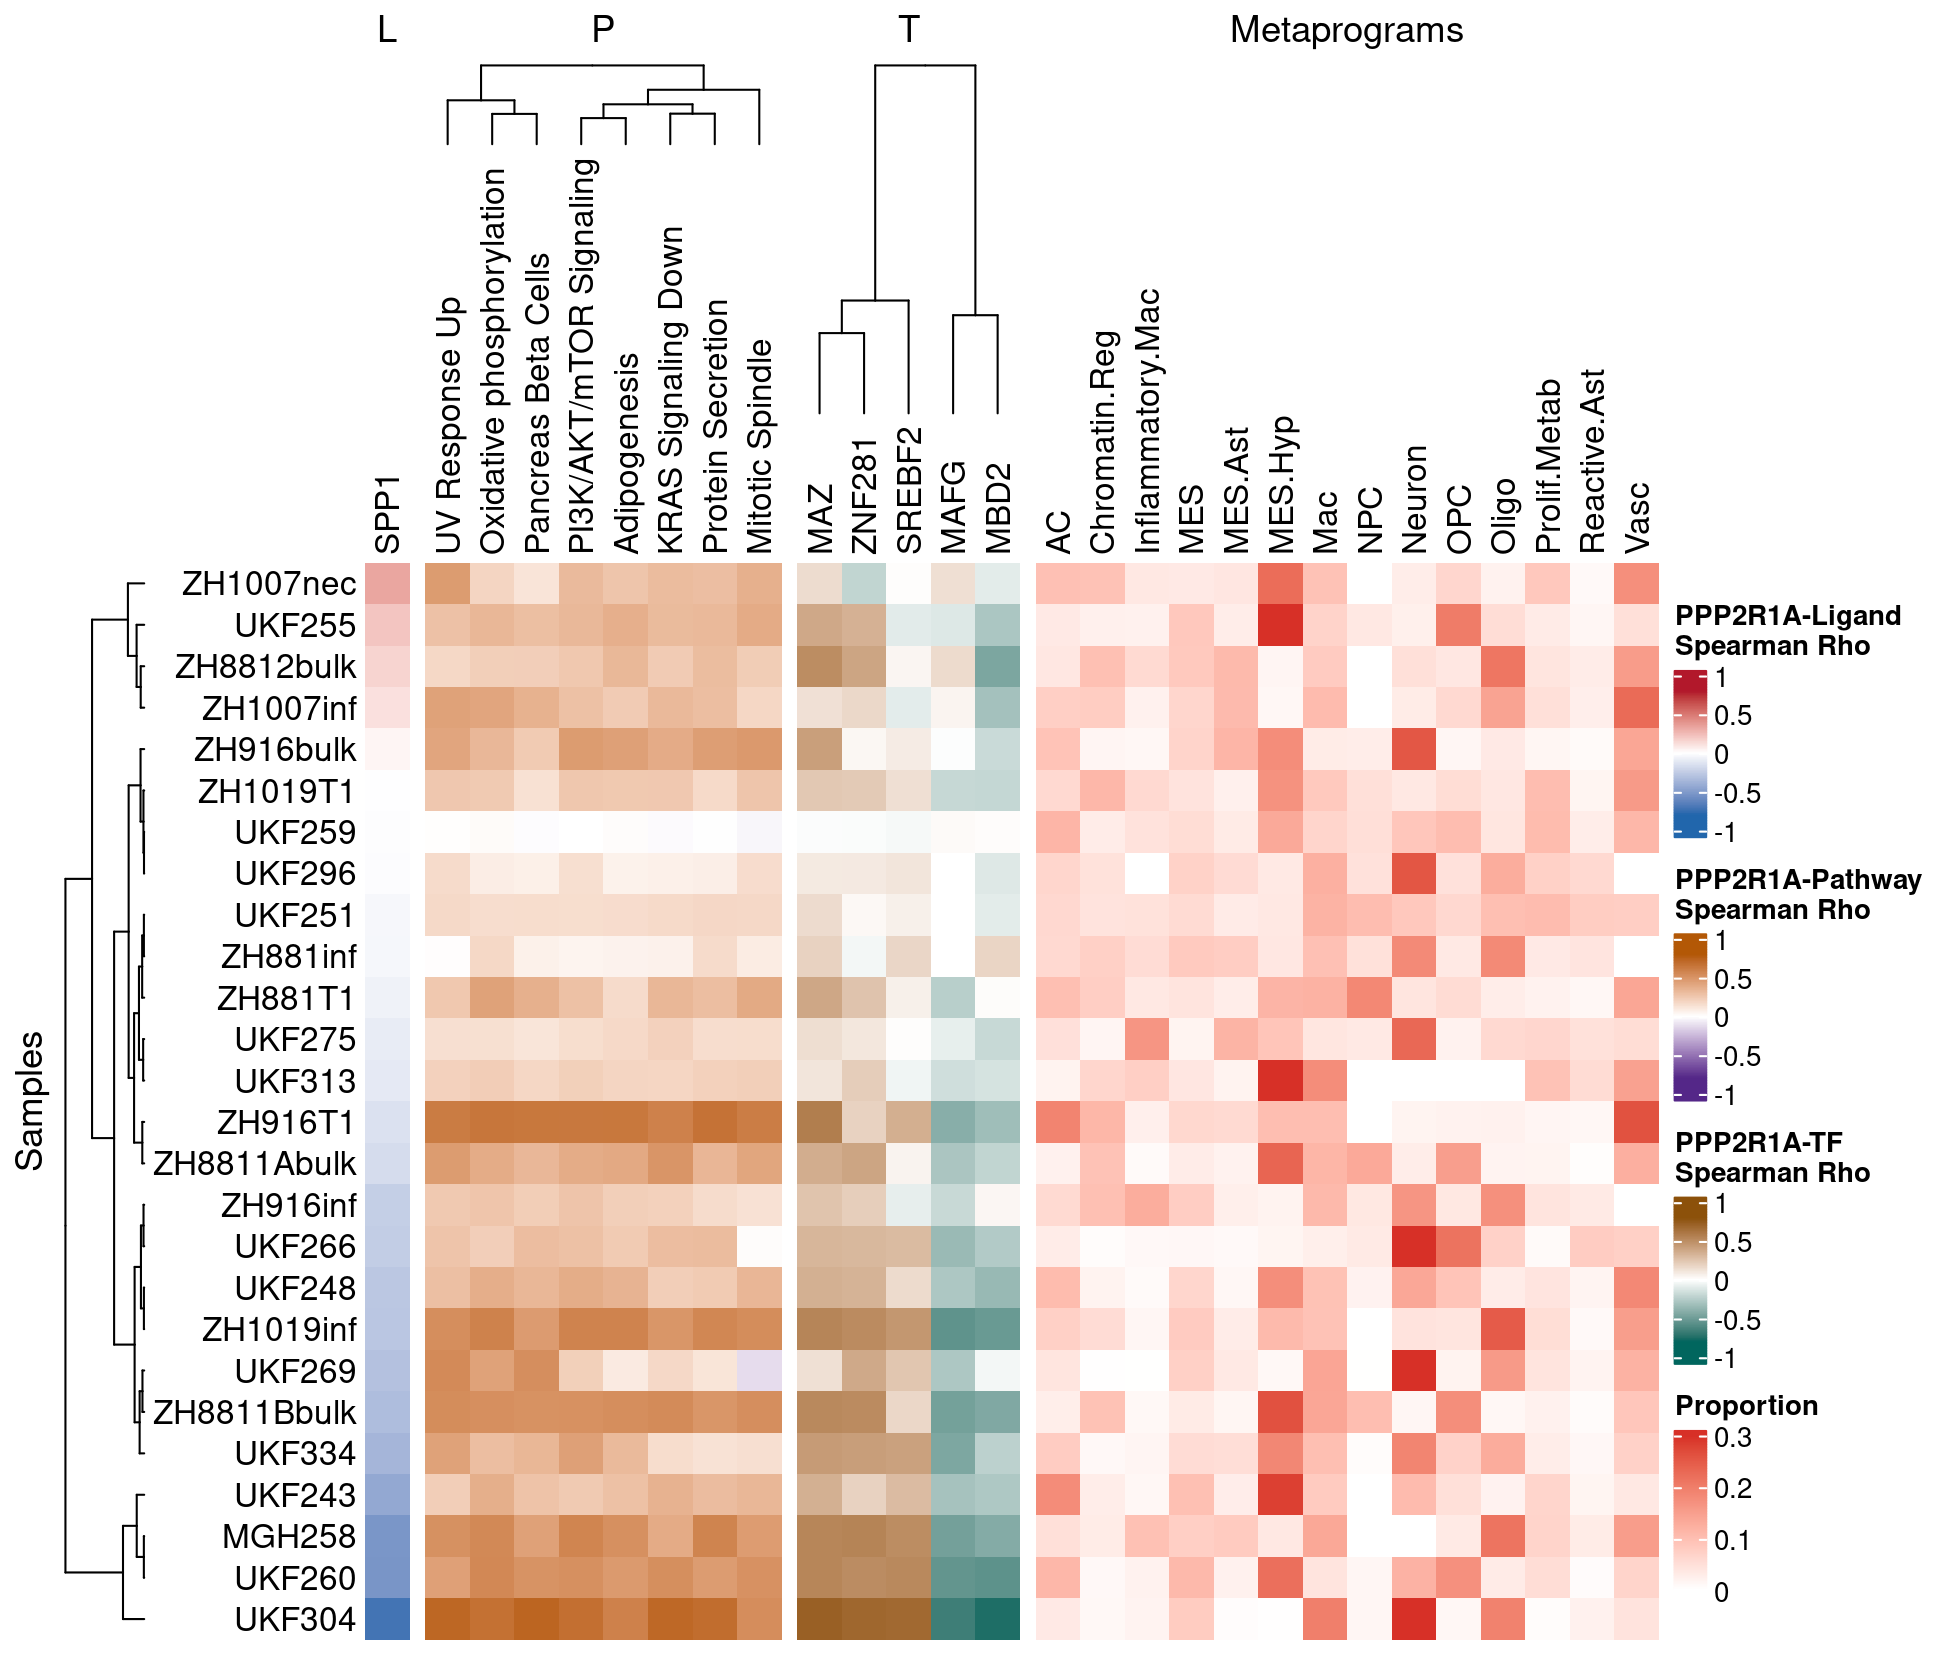 L P T Metaprograms
SPP1
UV Response Up
Oxidative phosphorylation
Pancreas Beta Cells
PI3K/AKT/mTOR Signaling
Adipogenesis
KRAS Signaling Down
Protein Secretion
Mitotic Spindle
MAZ
ZNF281
SREBF2
MAFG
MBD2
AC
Chromatin.Reg
Inflammatory.Mac
MES
MES.Ast
MES.Hyp
Mac
NPC
Neuron
OPC
Oligo
Prolif.Metab
Reactive.Ast
Vasc
Samples
ZH1007nec
UKF255
ZH8812bulk
ZH1007inf
ZH916bulk
ZH1019T1
UKF259
UKF296
UKF251
ZH881inf
ZH881T1
UKF275
UKF313
ZH916T1
ZH8811Abulk
ZH916inf
UKF266
UKF248
ZH1019inf
UKF269
ZH8811Bbulk
UKF334
UKF243
MGH258
UKF260
UKF304
PPP2R1A-Ligand
Spearman Rho
1
0.5
0
-0.5
-1
PPP2R1A-Pathway
Spearman Rho
1
0.5
0
-0.5
-1
PPP2R1A-TF
Spearman Rho
1
0.5
0
-0.5
-1
Proportion
0.3
0.2
0.1
0